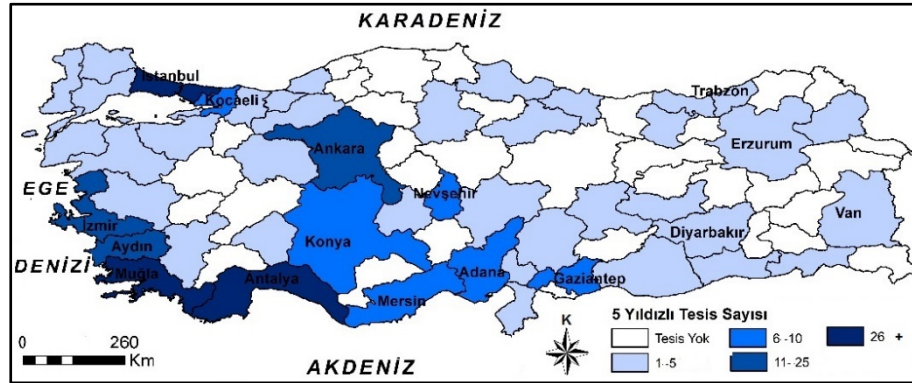 KARADENİZ
İstanbul
Kocaeli
Trabzon
Ankara
Erzurum
EGE
Nevşehir
İzmir
Van
Aydın
Konya
Diyarbakır
DENİZİ
Muğla
Antalya
Adana
Gaziantep
Mersin
5 Yıldızlı Tesis Sayısı
K
Tesis Yok
6 -10
26 +
1 -5
11- 25
0 260
Km
AKDENİZ